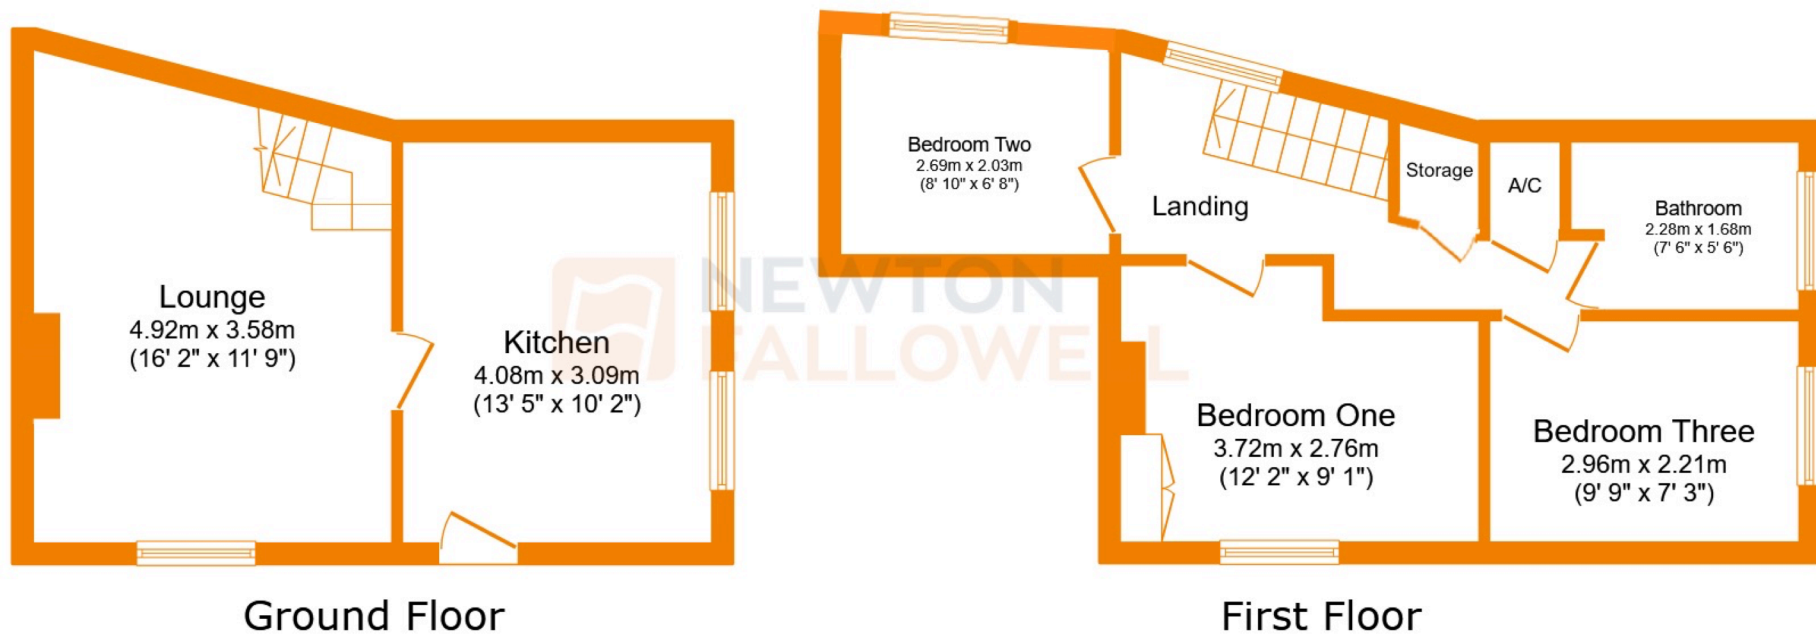 Lounge
4.92m x 3.58m
(16' 2" x 11' 9")
Kitchen
4.08m x 3.09m
(13' 5" x 10' 2")
Ground Floor
Bedroom Two
2.69m x 2.03m
(8' 10" x 6' 8")
Landing
Storage
A/C
Bathroom
2.28m x 1.68m
(7' 6" x 5' 6")
Bedroom One
3.72m x 2.76m
(12' 2" x 9' 1")
Bedroom Three
2.96m x 2.21m
(9' 9" x 7' 3")
First Floor
NEWTON
FALLOWELL